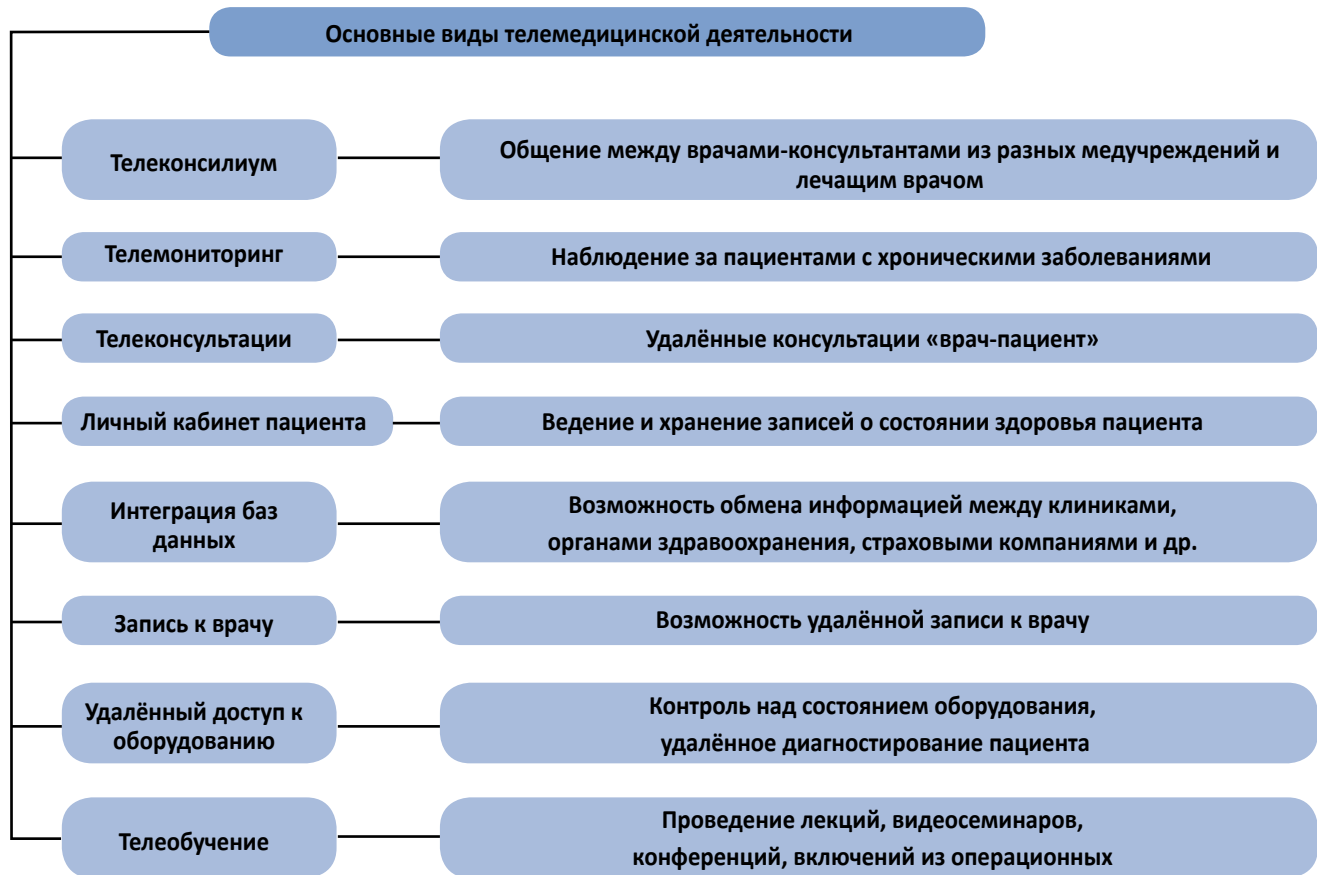 Основные виды телемедицинской деятельности
Телеконсилиум
Общение между врачами-консультантами из разных медучреждений и
лечащим врачом
Телемониторинг
Наблюдение за пациентами с хроническими заболеваниями
Телеконсультации
Удалённые консультации «врач-пациент»
Личный кабинет пациента
Ведение и хранение записей о состоянии здоровья пациента
Интеграция баз
данных
Возможность обмена информацией между клиниками,
органами здравоохранения, страховыми компаниями и др.
Запись к врачу
Возможность удалённой записи к врачу
Удалённый доступ к
оборудованию
Контроль над состоянием оборудования,
удалённое диагностирование пациента
Телеобучение
Проведение лекций, видеосеминаров,
конференций, включений из операционных